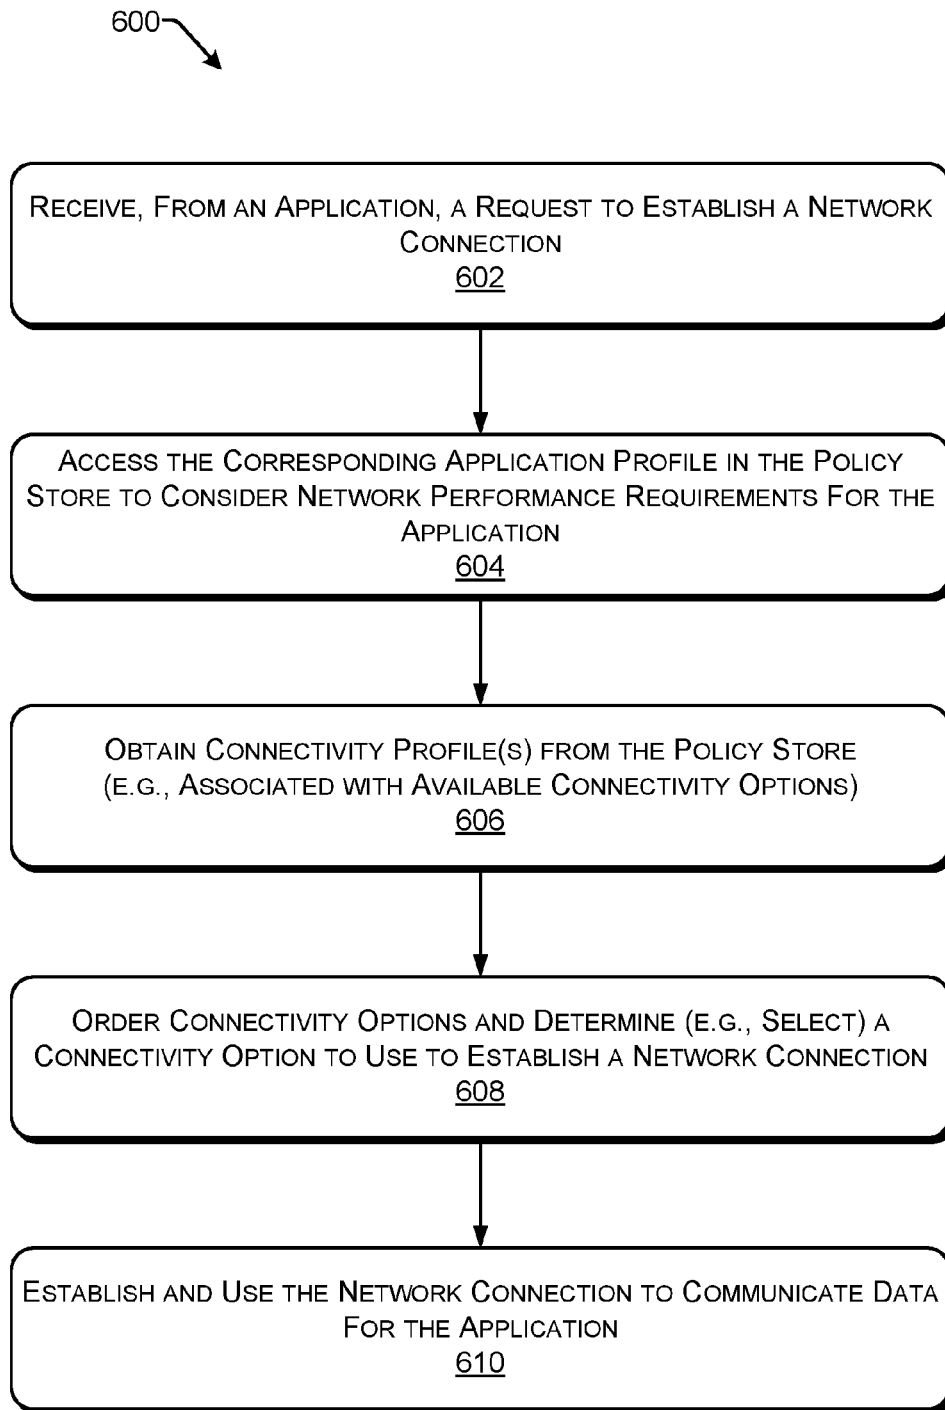 600
RECEIVE, FROM AN APPLICATION, A REQUEST TO ESTABLISH A NETWORK
CONNECTION
602
ACCESS THE CORRESPONDING APPLICATION PROFILE IN THE POLICY
STORE TO CONSIDER NETWORK PERFORMANCE REQUIREMENTS FOR THE
APPLICATION
604
OBTAIN CONNECTIVITY PROFILE(S) FROM THE POLICY STORE
(E.G., ASSOCIATED WITH AVAILABLE CONNECTIVITY OPTIONS)
606
ORDER CONNECTIVITY OPTIONS AND DETERMINE (E.G., SELECT) A
CONNECTIVITY OPTION TO USE TO ESTABLISH A NETWORK CONNECTION
608
ESTABLISH AND USE THE NETWORK CONNECTION TO COMMUNICATE DATA
FOR THE APPLICATION
610